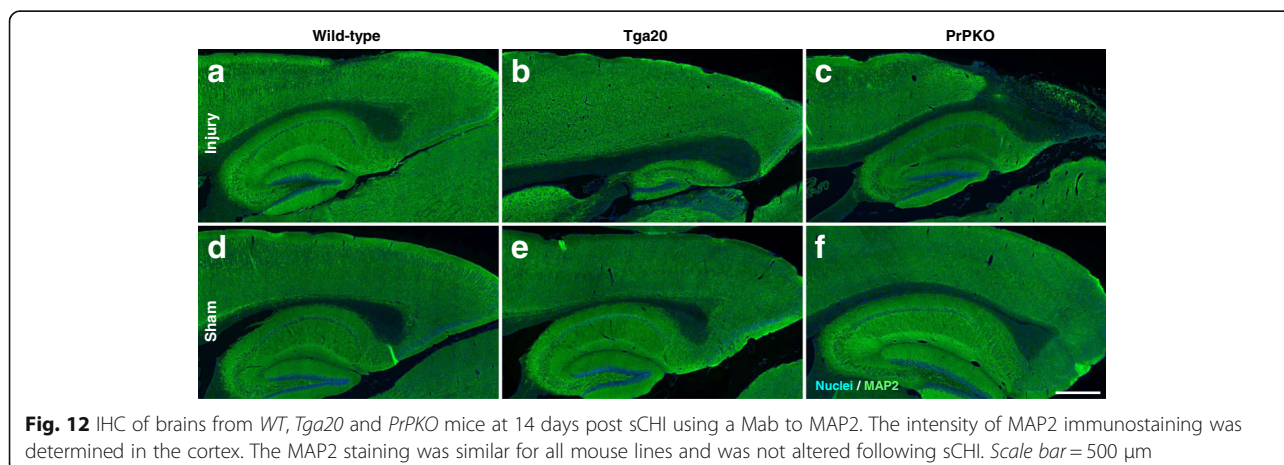 Wild-type Tga20 PrPKO
Injury
a b c
Sham
d e f
Nuclei / MAP2
Fig. 12 IHC of brains from WT, Tga20 and PrPKO mice at 14 days post sCHI using a Mab to MAP2. The intensity of MAP2 immunostaining was
determined in the cortex. The MAP2 staining was similar for all mouse lines and was not altered following sCHI. Scale bar = 500 μm